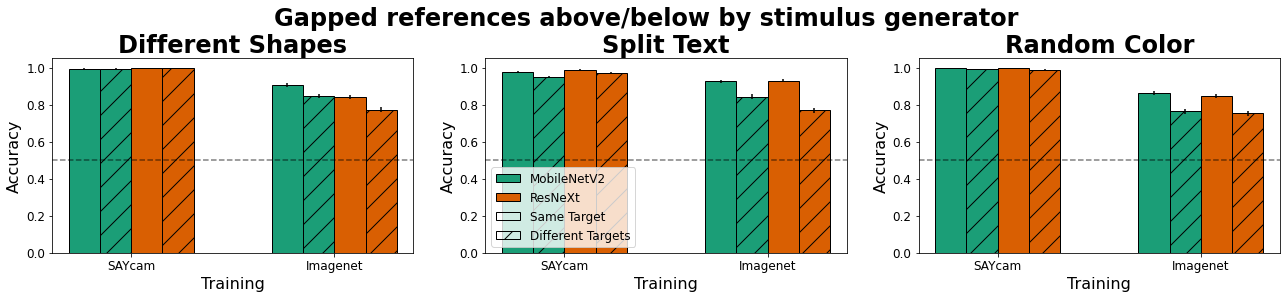 Gapped references above/below by stimulus generator
Different Shapes
Split Text
Random Color
Accuracy
1.0
0.8
0.6
0.4
0.2
0.0
SAYcam
Imagenet
Training
Accuracy
1.0
0.8
0.6
0.4
0.2
0.0
MobileNetV2
ResNeXt
Same Target
Different Targets
SAYcam
Imagenet
Training
Accuracy
1.0
0.8
0.6
0.4
0.2
0.0
SAYcam
Imagenet
Training